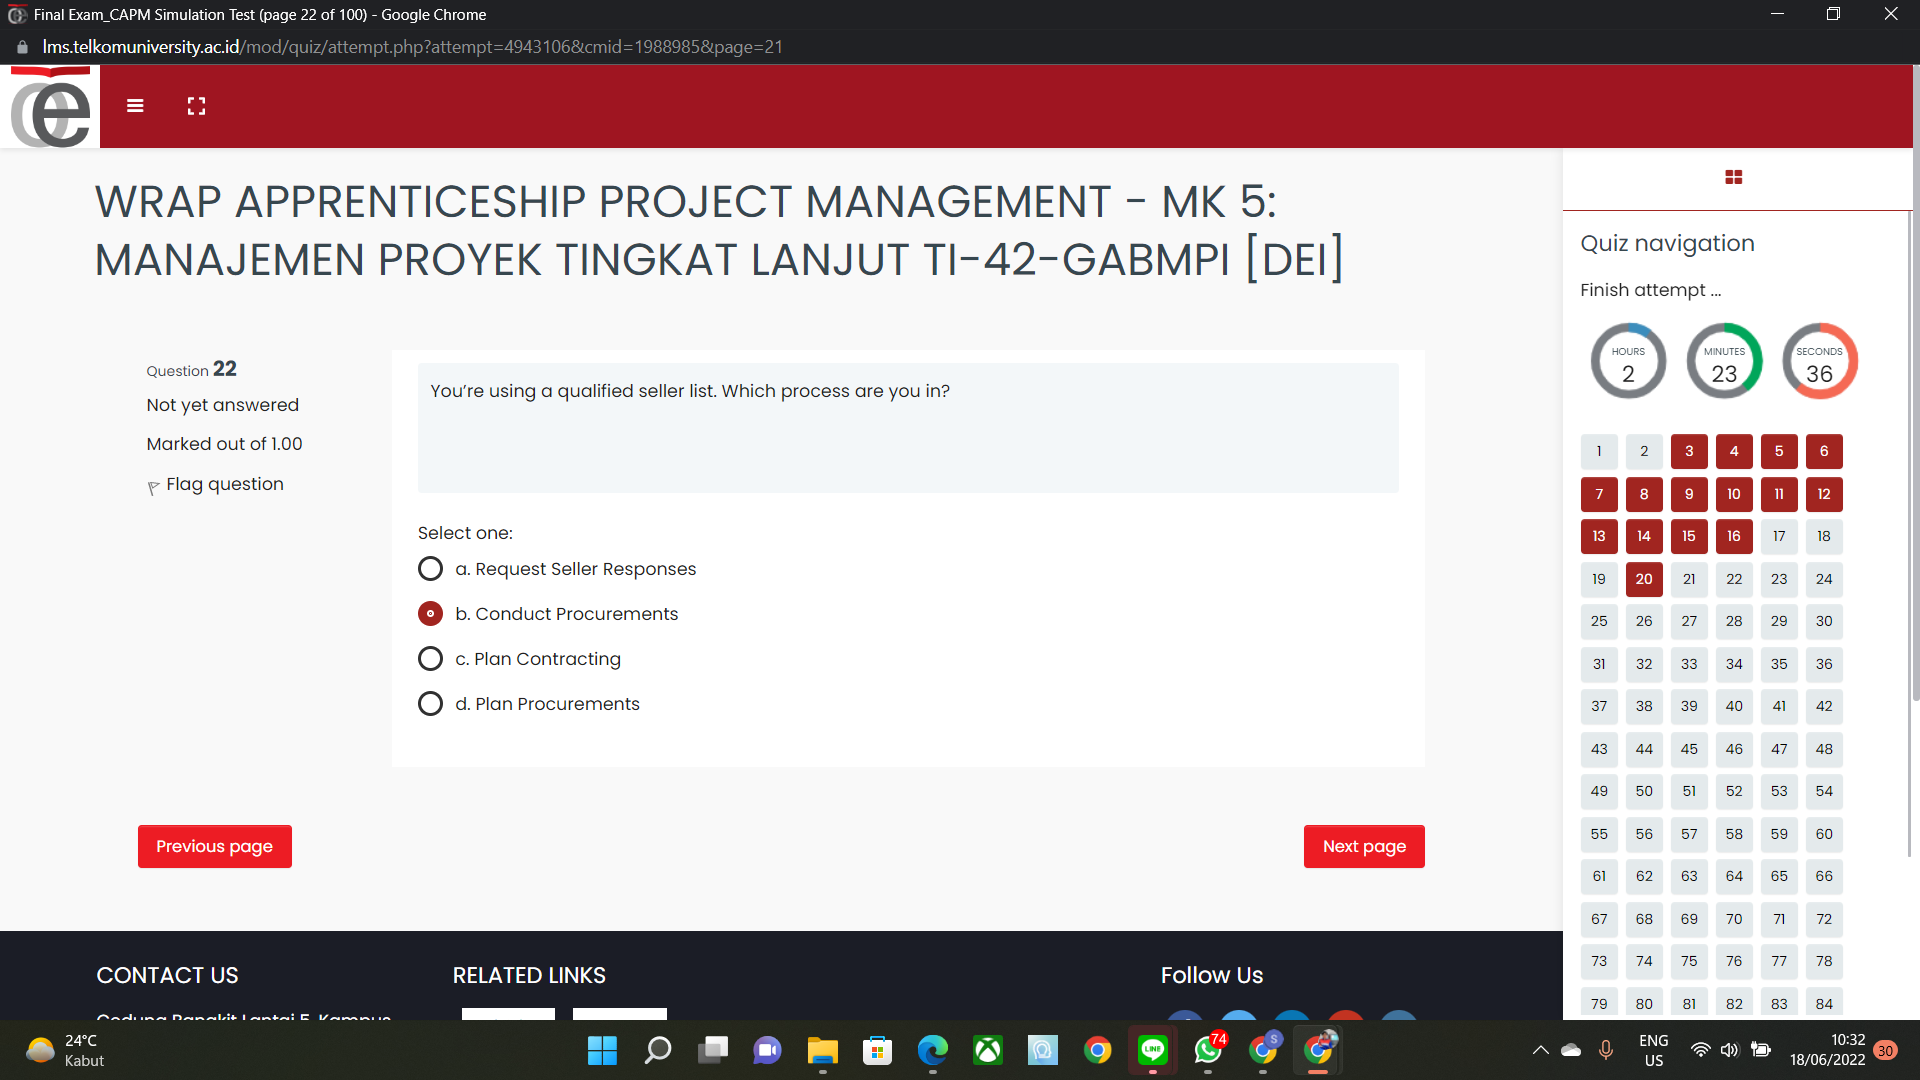 Final Exam_CAPM Simulation Test (page 22 of 100) - Google Chrome
lms.telkomuniversity.ac.id/mod/quiz/attempt.php?attempt=4943106&cmid=1988985&page=21
WRAP APPRENTICESHIP PROJECT MANAGEMENT - MK 5:
MANAJEMEN PROYEK TINGKAT LANJUT TI-42-GABMPI [DEI]
Question 22
Not yet answered
Marked out of 1.00
Flag question
You're using a qualified seller list. Which process are you in?
Select one:
a. Request Seller Responses
b. Conduct Procurements
c. Plan Contracting
d. Plan Procurements
Previous page
Next page
Quiz navigation
Finish attempt ...
HOURS MINUTES SECONDS
2 23 36
1 2 3 4 5 6
7 8 9 10 11 12
13 14 15 16 17 18
19 20 21 22 23 24
25 26 27 28 29 30
31 32 33 34 35 36
37 38 39 40 41 42
43 44 45 46 47 48
49 50 51 52 53 54
55 56 57 58 59 60
61 62 63 64 65 66
67 68 69 70 71 72
73 74 75 76 77 78
79 80 81 82 83 84
CONTACT US
RELATED LINKS
Follow Us
Gedung Bangkit Lantai 5, Kampus
24°C
Kabut
LINE
74
S
ENG
US
10:32
18/06/2022
30